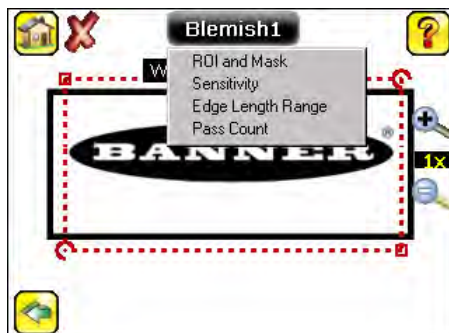 Blemish1
?
W
ROI and Mask
Sensitivity
Edge Length Range
Pass Count
BANNER®
1x